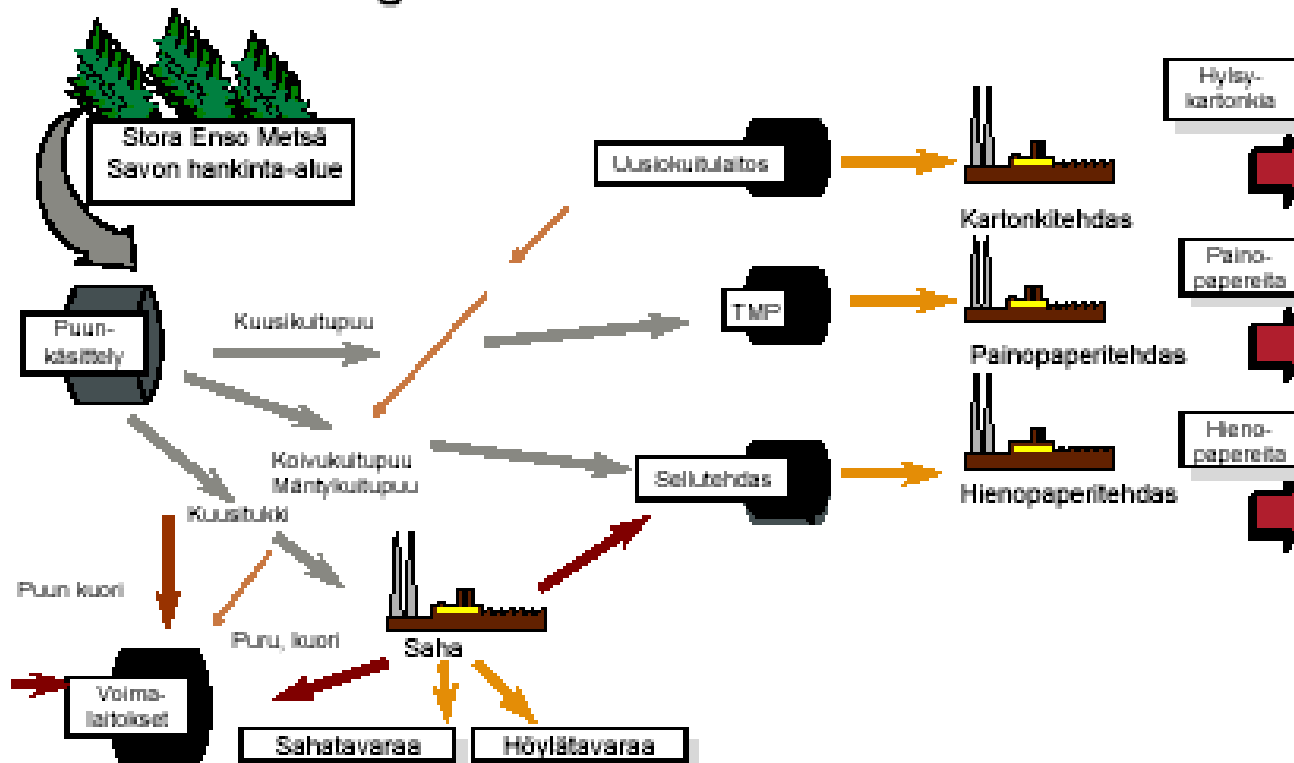 Stora Enso Metsä
Savon hankinta-alue
Hylsy-
kartonkia
Uusiokuitulaitos
Kartonkitehdas
Paino-
papereita
Puun-
käsittely
Kuusikuitupuu
TMP
Painopaperitehdas
Hieno-
papereita
Koivukuitupuu
Mäntykuitupuu
Sellutehdas
Hienopaperitehdas
Kuusitukki
Puun kuori
Puru, kuori
Saha
Voima-
laitokset
Sahatavaraa
Höylätavaraa